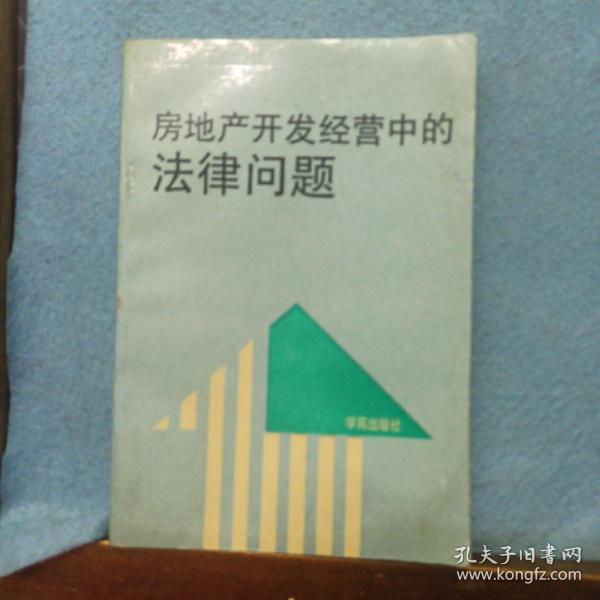 房地产开发经营中的
法律问题
学苑出版社
孔夫子旧书网
www.kongfz.com